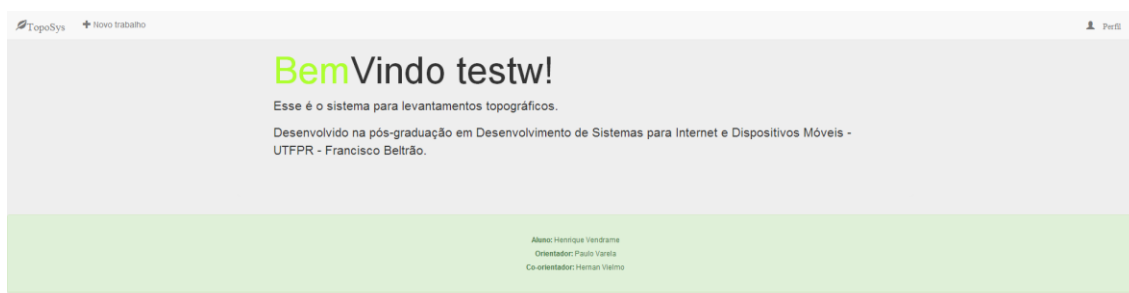 TopoSys Novo trabalho Perfil
BemVindo testw!
Esse é o sistema para levantamentos topográficos.
Desenvolvido na pós-graduação em Desenvolvimento de Sistemas para Internet e Dispositivos Móveis -
UTFPR - Francisco Beltrão.
Aluno: Henrique Vendrame
Orientador: Paulo Varela
Co-orientador: Hernan Vielmo